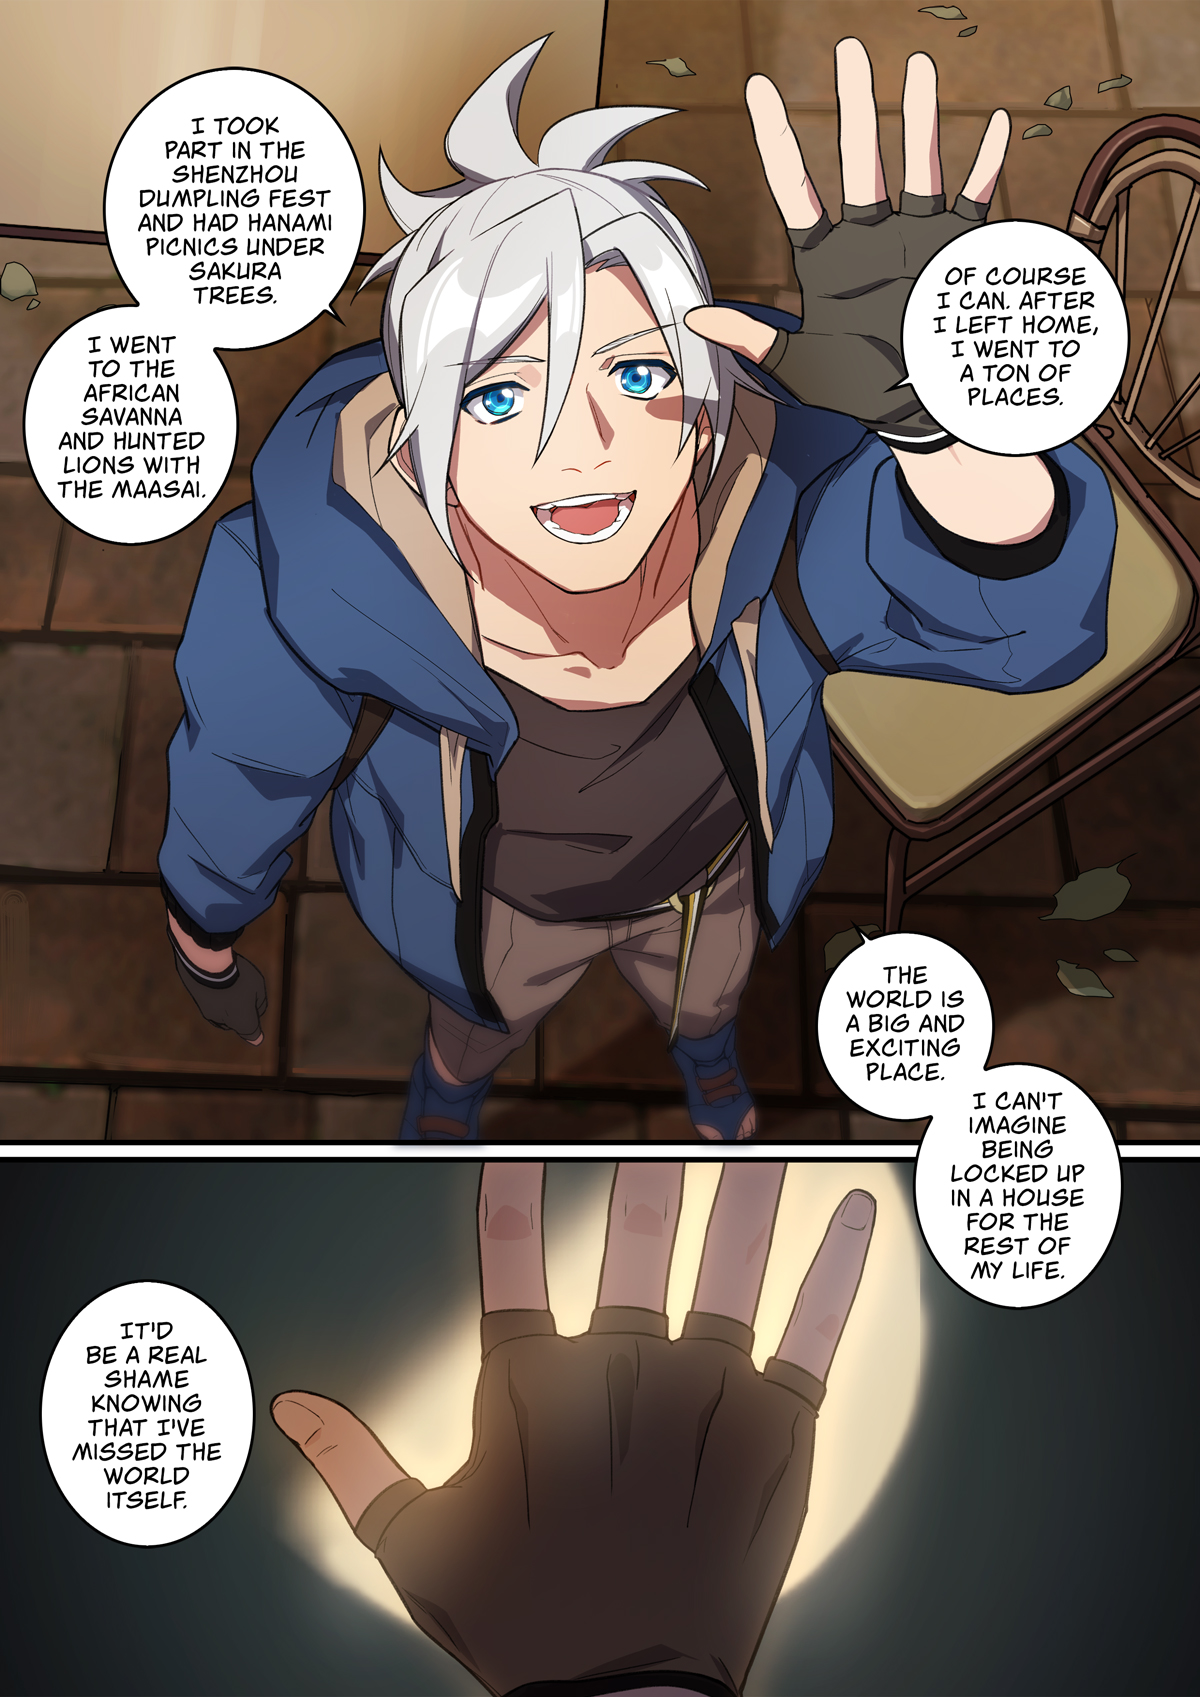 OF COURSE
I CAN. AFTER
I LEFT HOME,
I WENT TO
A TON OF
PLACES.
I TOOK
PART IN THE
SHENZHOU
DUMPLING FEST
AND HAD HANAMI
PICNICS UNDER
SAKURA
TREES.
I WENT
TO THE
AFRICAN
SAVANNA
AND HUNTED
LIONS WITH
THE MAASAI.
THE
WORLD IS
A BIG AND
EXCITING
PLACE.
I CAN'T
IMAGINE
BEING
LOCKED UP
IN A HOUSE
FOR THE
REST OF
MY LIFE.
IT'D
BE A REAL
SHAME
KNOWING
THAT I'VE
MISSED THE
WORLD
ITSELF.